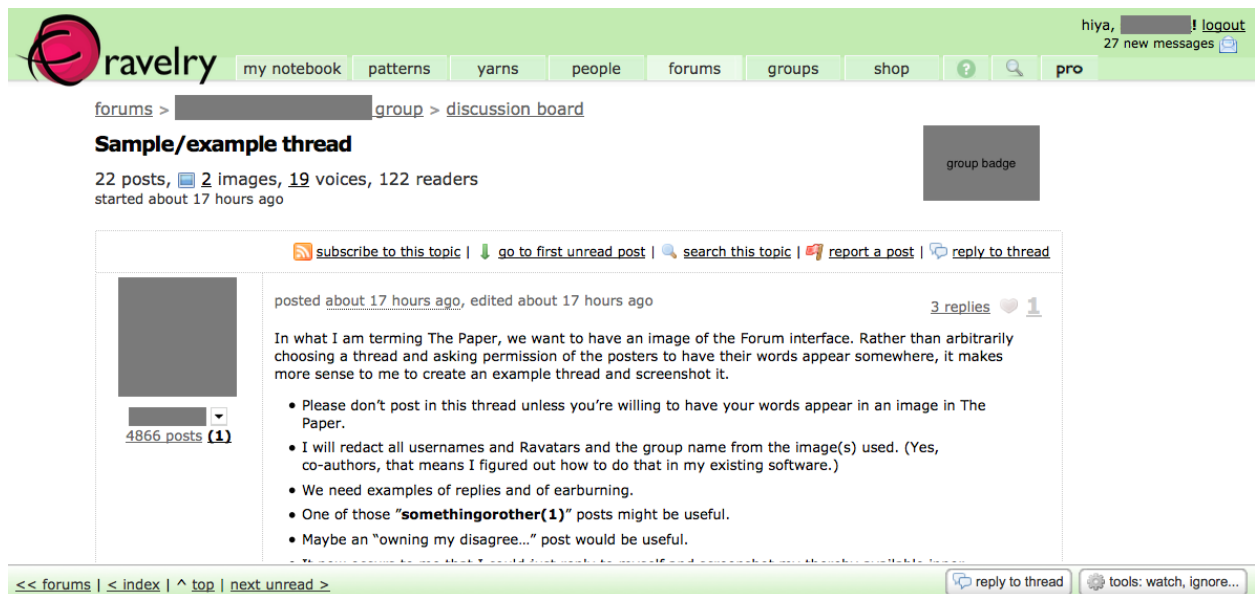 hiya, ! logout
27 new messages
ravelry
my notebook patterns yarns people forums groups shop ? pro
forums > group > discussion board
Sample/example thread
group badge
22 posts, 2 images, 19 voices, 122 readers
started about 17 hours ago
subscribe to this topic | go to first unread post | search this topic | report a post | reply to thread
posted about 17 hours ago, edited about 17 hours ago
3 replies 1
In what I am terming The Paper, we want to have an image of the Forum interface. Rather than arbitrarily
choosing a thread and asking permission of the posters to have their words appear somewhere, it makes
more sense to me to create an example thread and screenshot it.
• Please don’t post in this thread unless you’re willing to have your words appear in an image in The
Paper.
4866 posts (1)
• I will redact all usernames and Ravatars and the group name from the image(s) used. (Yes,
co-authors, that means I figured out how to do that in my existing software.)
• We need examples of replies and of earburning.
• One of those ”somethingorother(1)” posts might be useful.
• Maybe an “owning my disagree…” post would be useful.
<< forums | < index | ^ top | next unread >
reply to thread
tools: watch, ignore...